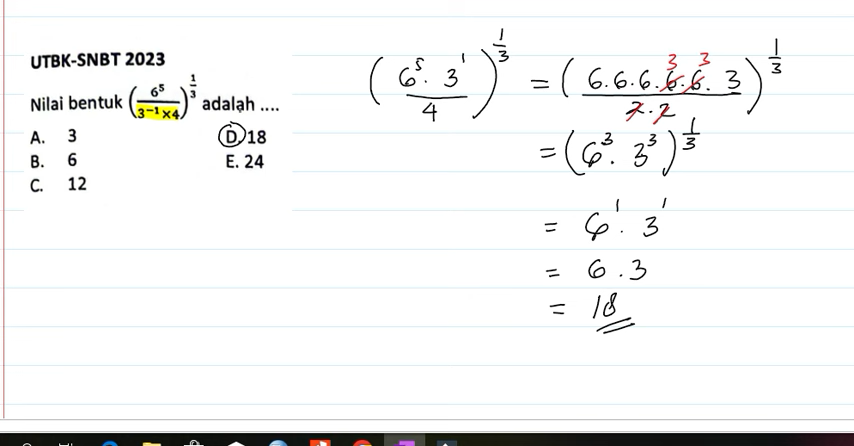 UTBK-SNBT 2023
Nilai bentuk (6⁵ / (3⁻¹×4))^(1/3) adalah ....
A. 3
B. 6
C. 12
D. 18
E. 24
(6⁵ · 3¹ / 4)^(1/3) = (6.6.6.6.6. 3 / 2.2)^(1/3)
3 3
= (6³ · 3³)^(1/3)
= 6¹ · 3¹
= 6 . 3
= 18